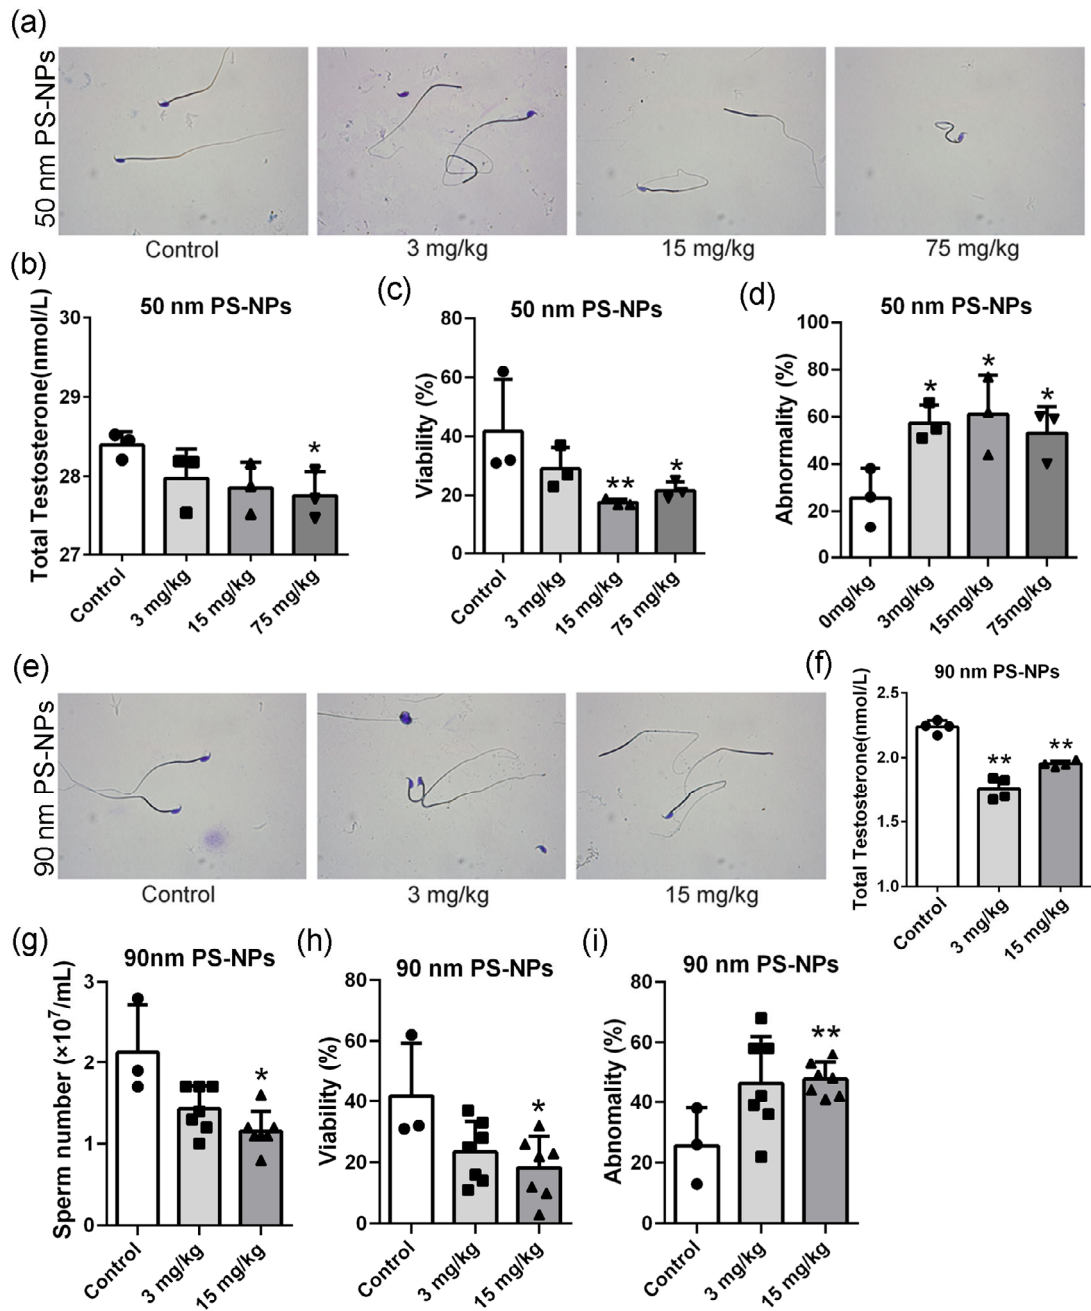 (a)
50 nm PS-NPs
Control
3 mg/kg
15 mg/kg
75 mg/kg
(b)
50 nm PS-NPs
Total Testosterone(nmol/L)
30
29
28
27
*
Control
3 mg/kg
15 mg/kg
75 mg/kg
(c)
50 nm PS-NPs
Viability (%)
80
60
40
20
0
**
*
Control
3 mg/kg
15 mg/kg
75 mg/kg
(d)
50 nm PS-NPs
Abnormality (%)
100
80
60
40
20
0
*
*
*
0mg/kg
3mg/kg
15mg/kg
75mg/kg
(e)
90 nm PS-NPs
Control
3 mg/kg
15 mg/kg
(f)
90 nm PS-NPs
Total Testosterone(nmol/L)
2.5
2.0
1.5
1.0
**
**
Control
3 mg/kg
15 mg/kg
(g)
90nm PS-NPs
Sperm number (×10⁷/mL)
3
2
1
0
*
Control
3 mg/kg
15 mg/kg
(h)
90 nm PS-NPs
Viability (%)
80
60
40
20
0
*
Control
3 mg/kg
15 mg/kg
(i)
90 nm PS-NPs
Abnomality (%)
80
60
40
20
0
**
Control
3 mg/kg
15 mg/kg